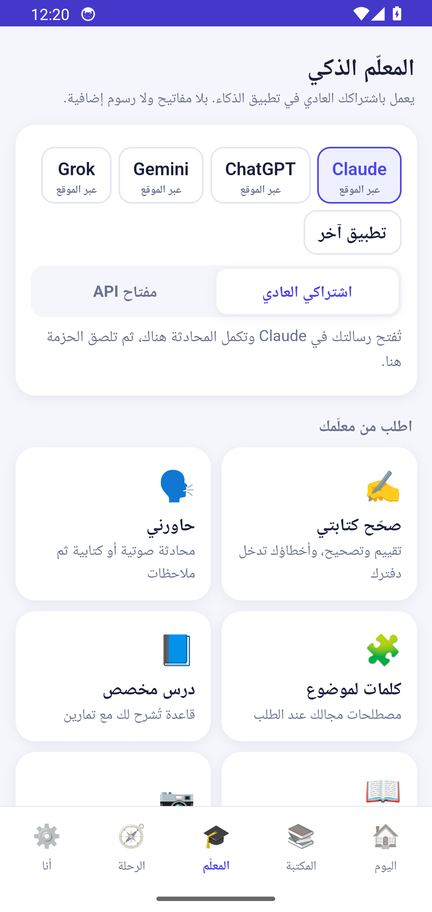 12:20
المعلّم الذكي
يعمل باشتراكك العادي في تطبيق الذكاء. بلا مفاتيح ولا رسوم إضافية.
Claude
عبر الموقع
ChatGPT
عبر الموقع
Gemini
عبر الموقع
Grok
عبر الموقع
تطبيق آخر
اشتراكي العادي
مفتاح API
تُفتح رسالتك في Claude وتكمل المحادثة هناك، ثم تلصق الحزمة
هنا.
اطلب من معلّمك
صحّح كتابتي
تقييم وتصحيح، وأخطاؤك تدخل
دفترك
حاورني
محادثة صوتية أو كتابية ثم
ملاحظات
كلمات لموضوع
مصطلحات مجالك عند الطلب
درس مخصص
قاعدة تُشرح لك مع تمارين
اليوم
المكتبة
المعلّم
الرحلة
أنا